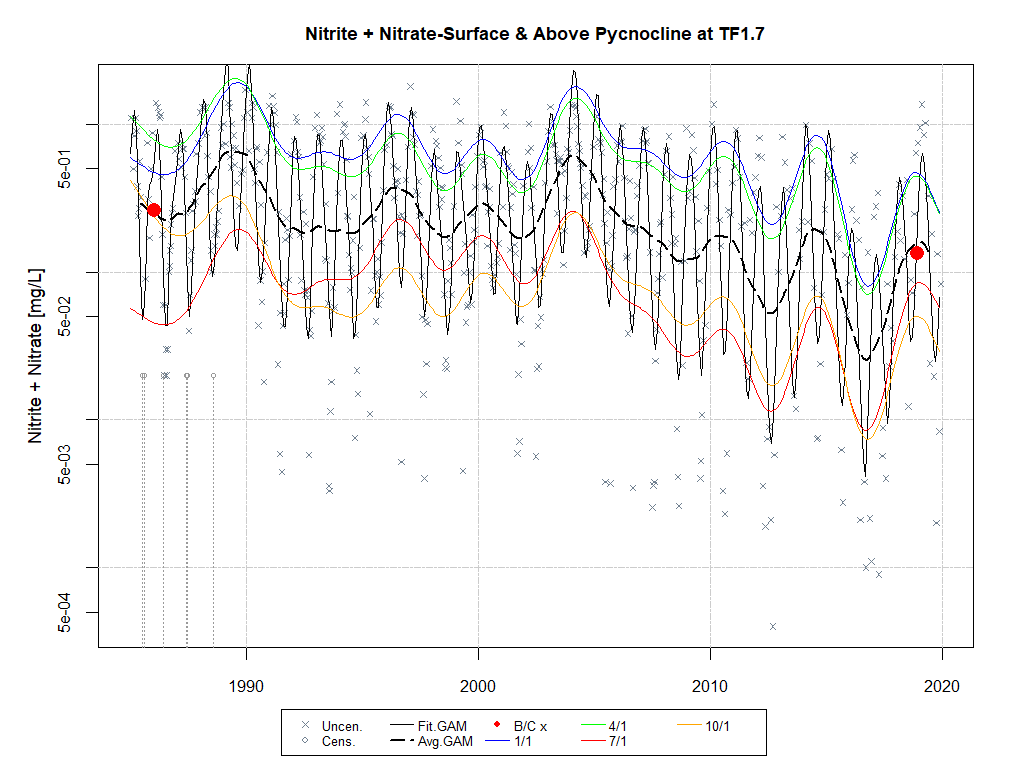 Nitrite + Nitrate-Surface & Above Pycnocline at TF1.7
Nitrite + Nitrate [mg/L]
5e-01
5e-02
5e-03
5e-04
1990 2000 2010 2020
Uncen. Fit.GAM B/C x 4/1 10/1
Cens. Avg.GAM 1/1 7/1